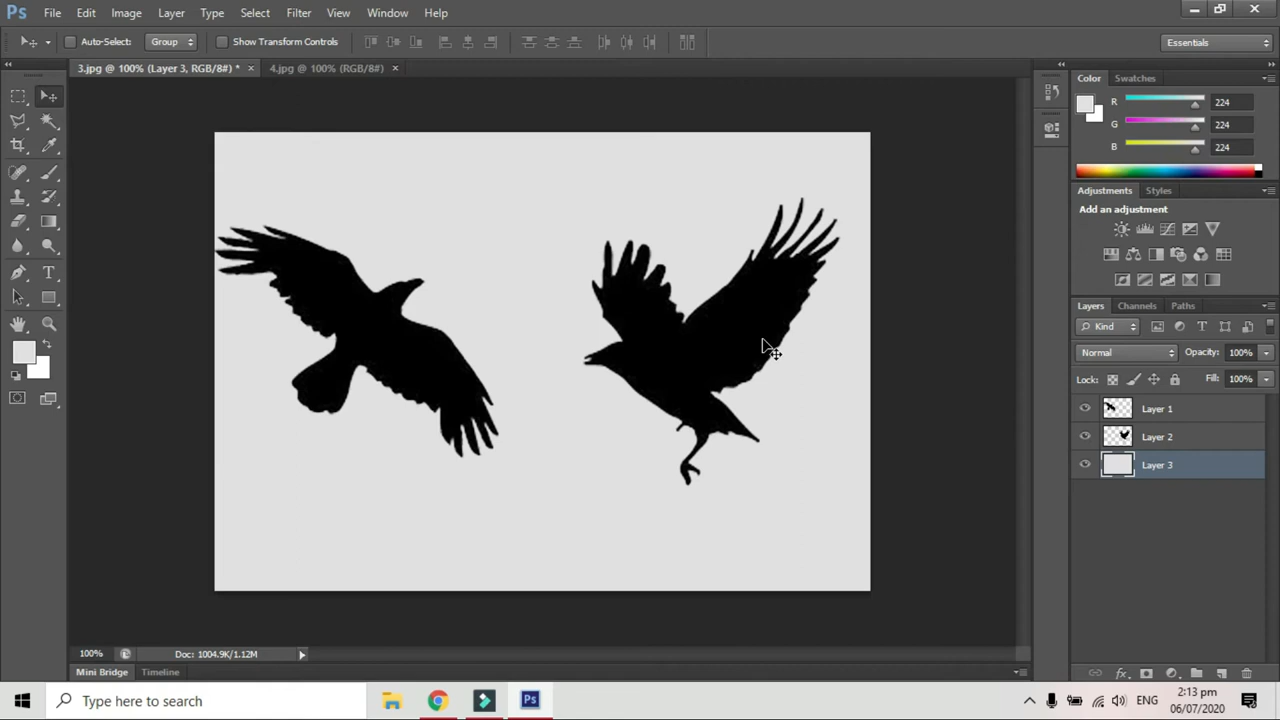 Ps File Edit Image Layer Type Select Filter View Window Help
Auto-Select: Group Show Transform Controls Essentials
3.jpg @ 100% (Layer 3, RGB/8#) * × 4.jpg @ 100% (RGB/8#) ×
Color Swatches
R 224
G 224
B 224
Adjustments Styles
Add an adjustment
Layers Channels Paths
Kind
Normal Opacity: 100%
Lock: Fill: 100%
Layer 1
Layer 2
Layer 3
100% Doc: 1004.9K/1.12M
Mini Bridge Timeline
Type here to search
Ps
ENG
2:13 pm
06/07/2020